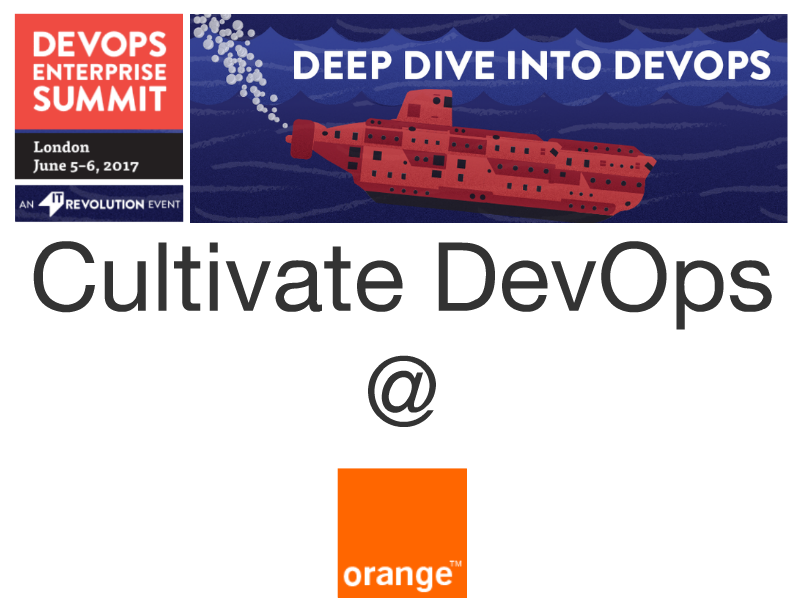 DEVOPS
ENTERPRISE
SUMMIT
London
June 5–6, 2017
AN IT REVOLUTION EVENT
DEEP DIVE INTO DEVOPS
Cultivate DevOps
@
orange™